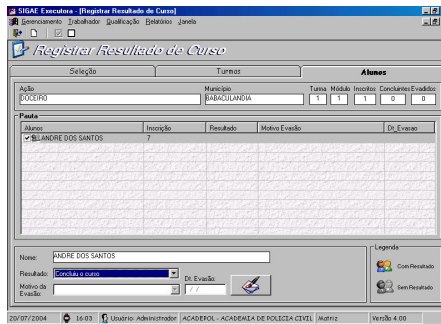 SIGAE Executora - [Registrar Resultado de Curso]
Gerenciamento Trabalhador Qualificação Relatórios Janela
Registrar Resultado de Curso
Seleção Turmas Alunos
Ação Município Turma Módulo Inscritos Concluintes Evadidos
DOCEIRO BABACULANDIA 1 1 1 0 0
Pauta
Alunos Inscrição Resultado Motivo Evasão Dt_Evasao
ANDRE DOS SANTOS 7
Legenda
Nome: ANDRE DOS SANTOS
Com Resultado
Resultado: Concluiu o curso
Dt. Evasão:
Motivo da Evasão: / /
Sem Resultado
20/07/2004 16:03 Usuário: Administrador ACADEPOL - ACADEMIA DE POLICIA CIVIL Matriz Versão 4.00